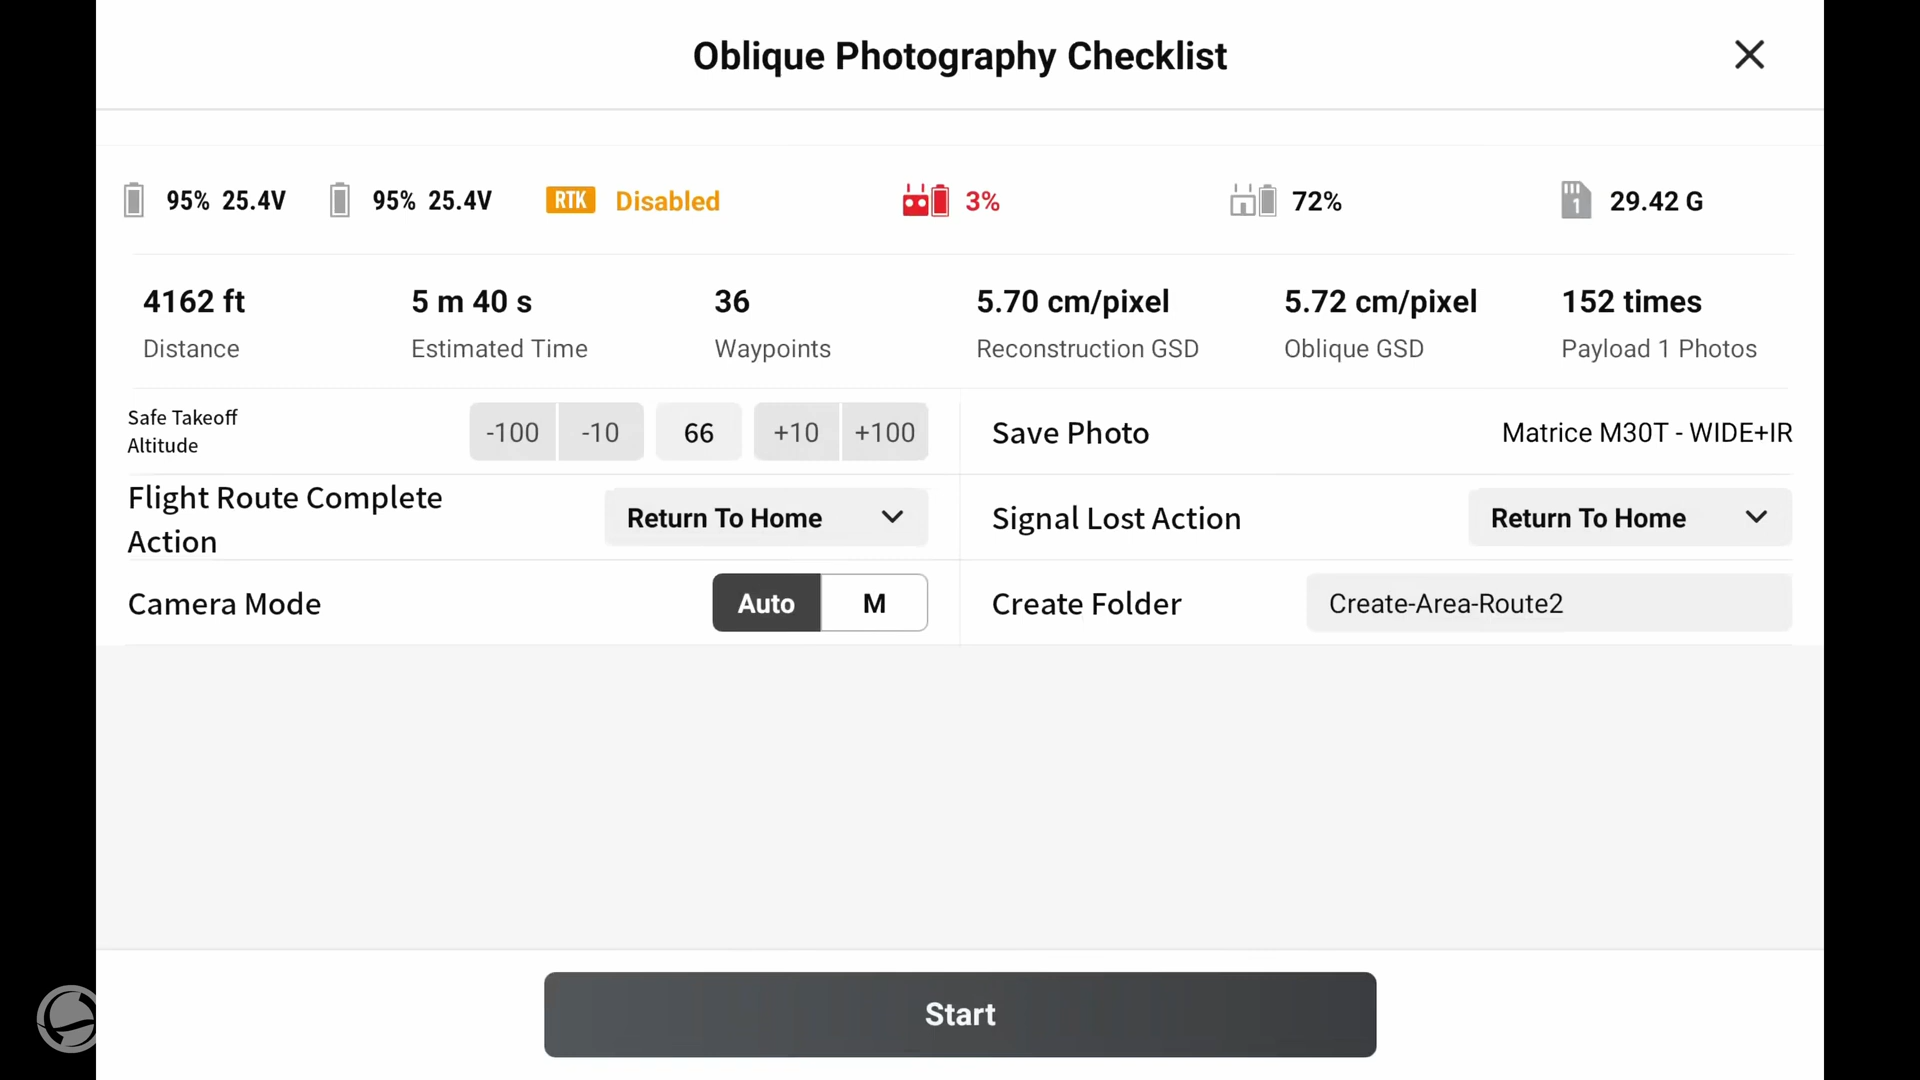 Oblique Photography Checklist
95% 25.4V 95% 25.4V RTK Disabled 3% 72% 1 29.42 G
4162 ft 5 m 40 s 36 5.70 cm/pixel 5.72 cm/pixel 152 times
Distance Estimated Time Waypoints Reconstruction GSD Oblique GSD Payload 1 Photos
Safe Takeoff
Altitude
-100 -10 66 +10 +100
Save Photo Matrice M30T - WIDE+IR
Flight Route Complete
Action
Return To Home
Signal Lost Action Return To Home
Camera Mode Auto M
Create Folder Create-Area-Route2
Start